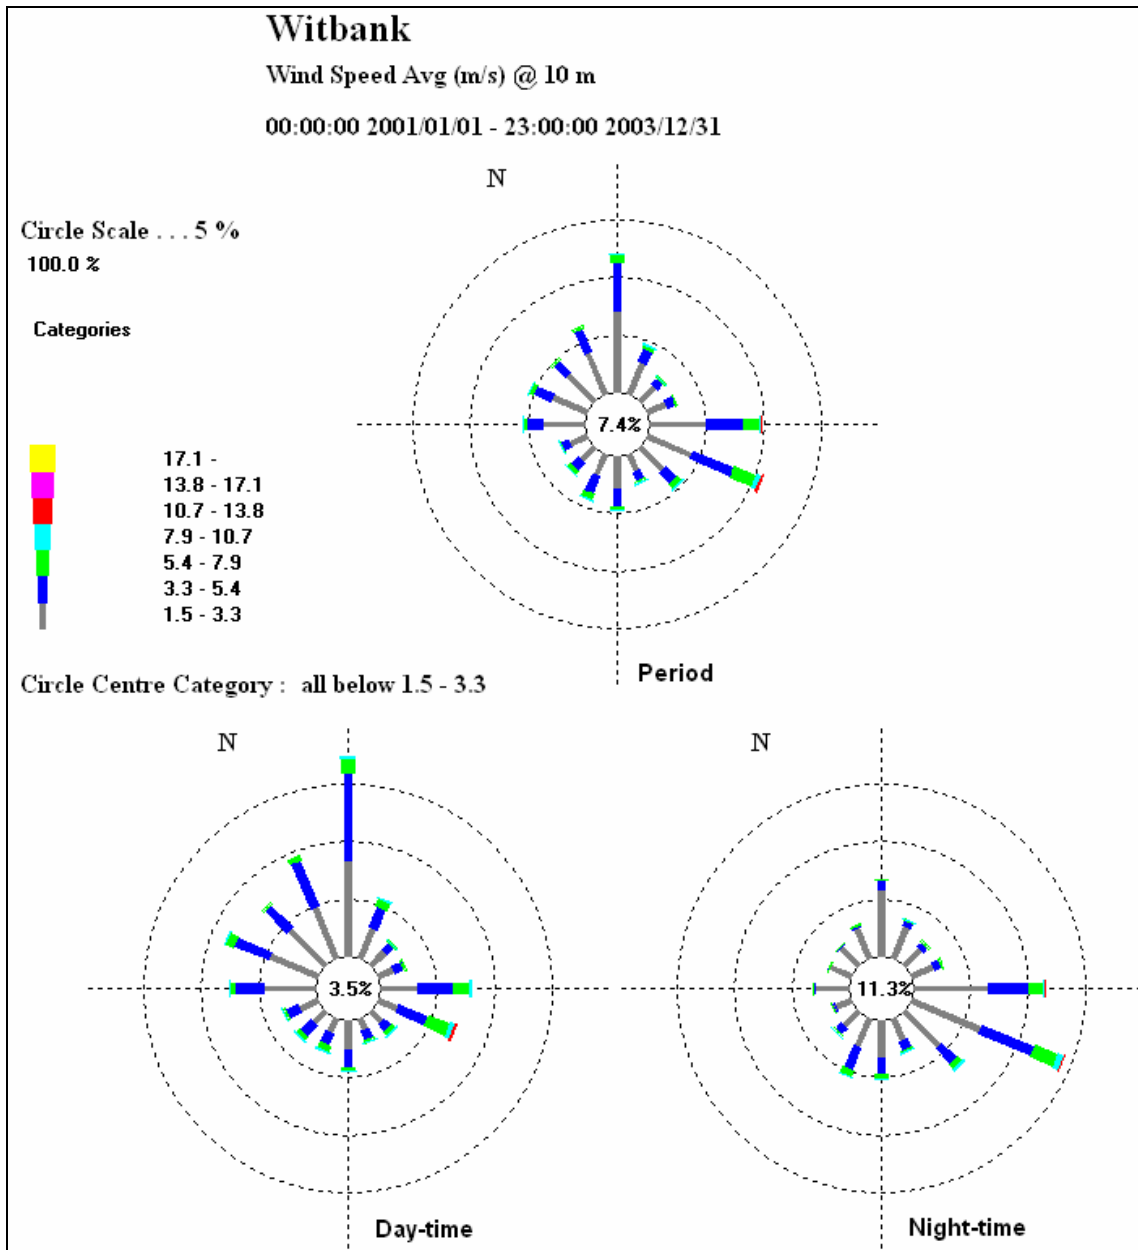 Witbank
Wind Speed Avg (m/s) @ 10 m
00:00:00 2001/01/01 - 23:00:00 2003/12/31
N
Circle Scale . . . 5 %
100.0 %
Categories
7.4%
17.1 -
13.8 - 17.1
10.7 - 13.8
7.9 - 10.7
5.4 - 7.9
3.3 - 5.4
1.5 - 3.3
Period
Circle Centre Category : all below 1.5 - 3.3
N
N
3.5%
11.3%
Day-time
Night-time